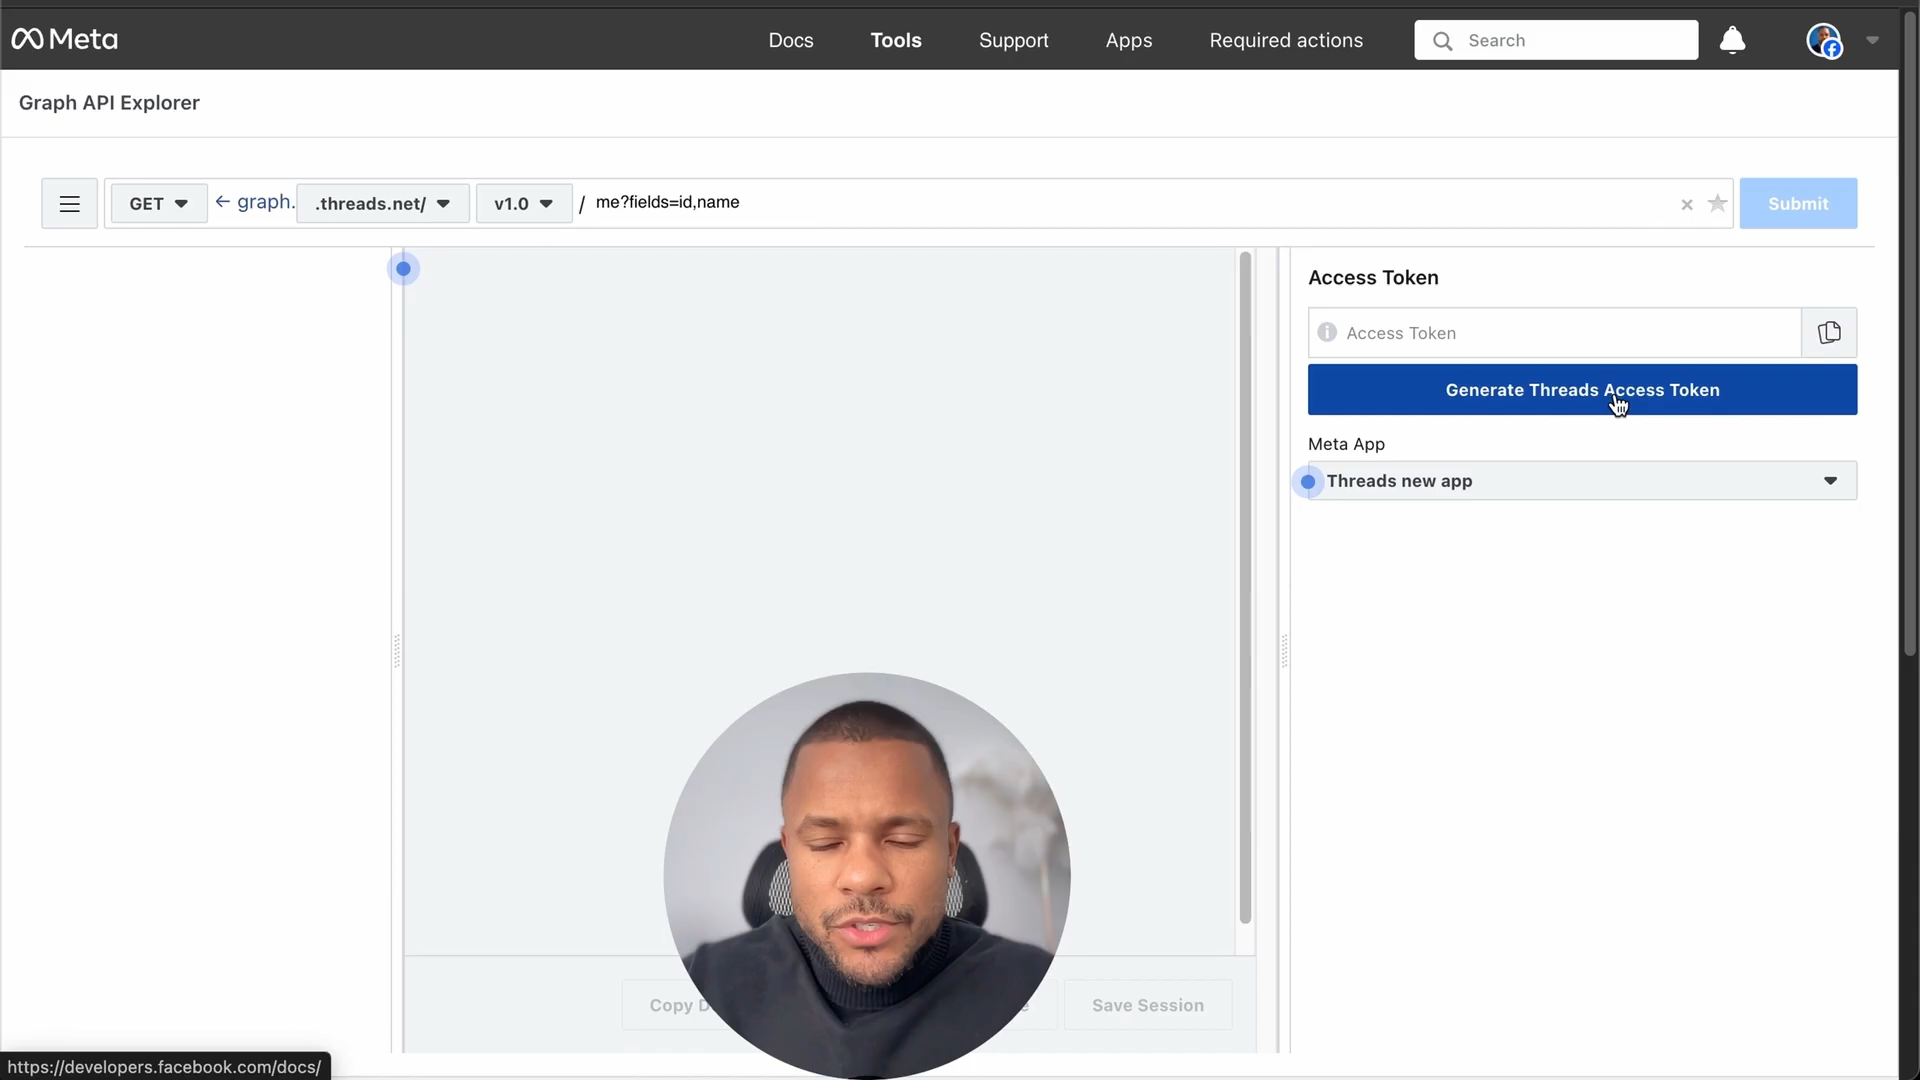 Meta
Docs
Tools
Support
Apps
Required actions
Search
Graph API Explorer
GET
← graph.
.threads.net/
v1.0
/
me?fields=id,name
Submit
Access Token
Access Token
Generate Threads Access Token
Meta App
Threads new app
Copy
Save Session
https://developers.facebook.com/docs/